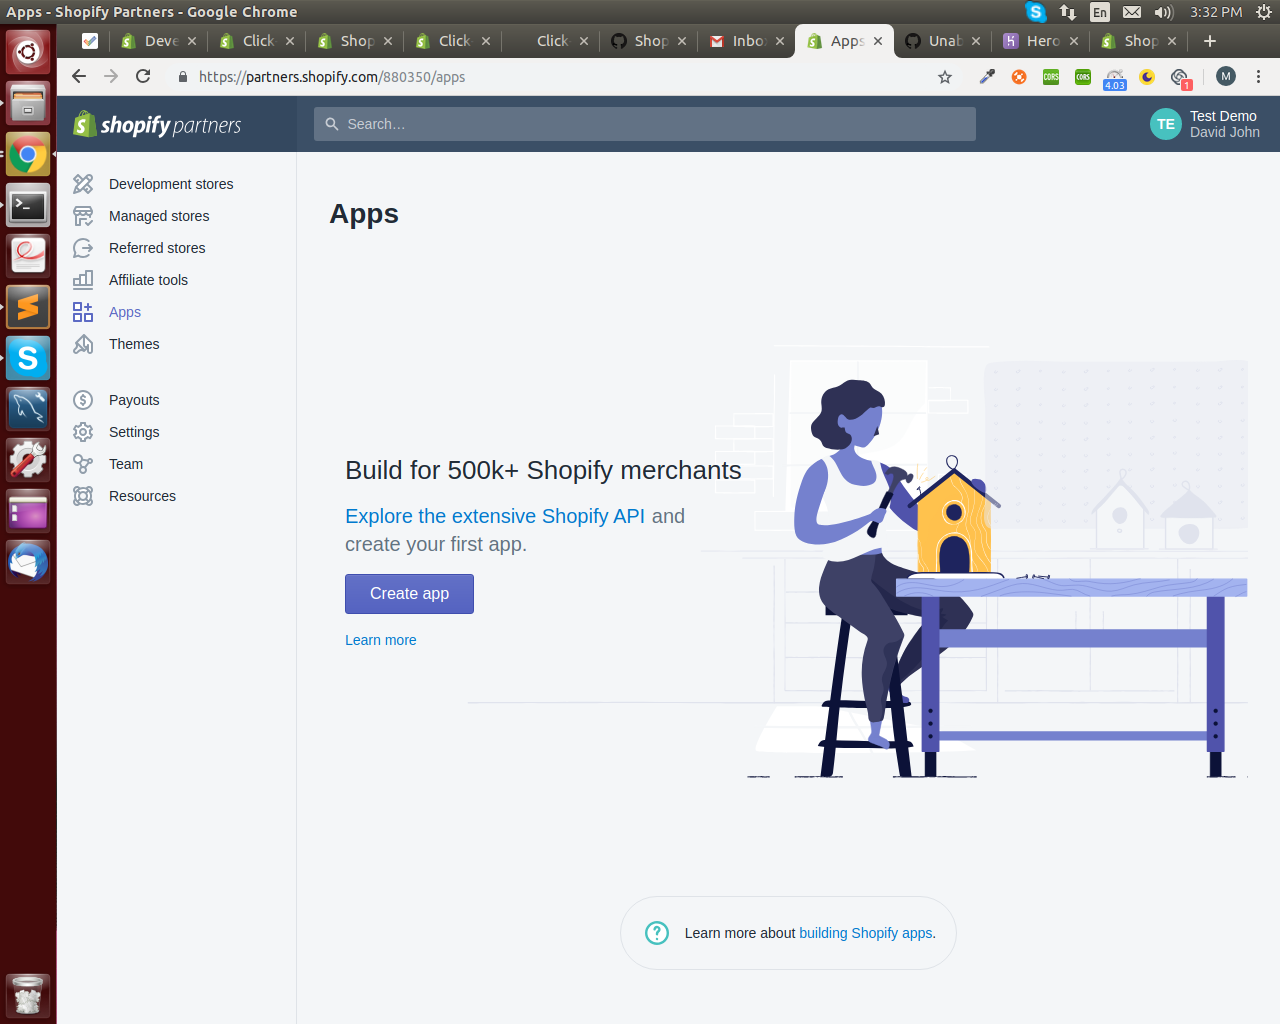 Apps - Shopify Partners - Google Chrome
En
3:32 PM
Deve
Click
Shop
Click
Click
Shop
Inbo
Apps
Unab
Hero
Shop
https://partners.shopify.com/880350/apps
CORS
CORS
4.03
1
M
shopify partners
Search…
TE
Test Demo
David John
Development stores
Managed stores
Referred stores
Affiliate tools
Apps
Themes
Payouts
Settings
Team
Resources
Apps
Build for 500k+ Shopify merchants
Explore the extensive Shopify API and
create your first app.
Create app
Learn more
Learn more about building Shopify apps.